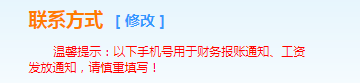 联系方式 [ 修改 ]
温馨提示：以下手机号用于财务报账通知、工资
发放通知，请慎重填写！